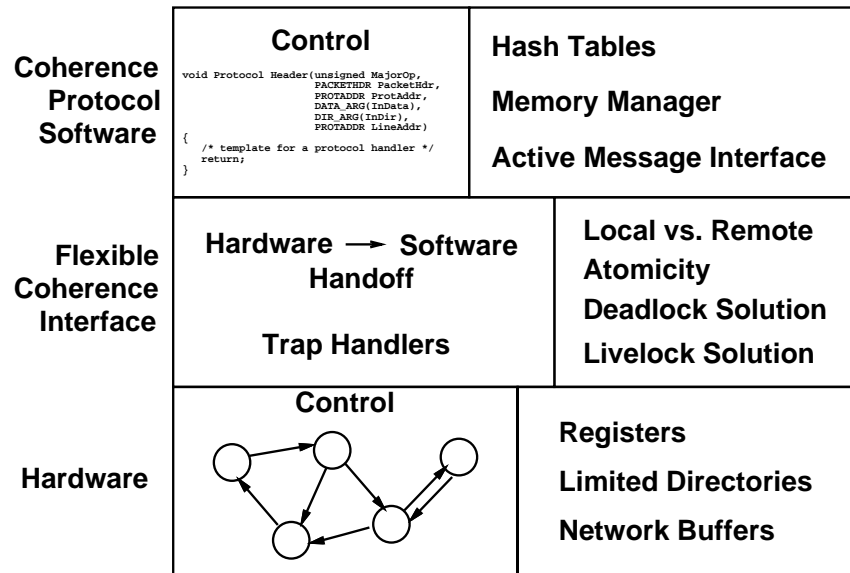 Coherence
Protocol
Software
Control
void Protocol Header(unsigned MajorOp,
PACKETHDR PacketHdr,
PROTADDR ProtAddr,
DATA_ARG(InData),
DIR_ARG(InDir),
PROTADDR LineAddr)
{
/* template for a protocol handler */
return;
}
Hash Tables
Memory Manager
Active Message Interface
Flexible
Coherence
Interface
Hardware → Software
Handoff
Trap Handlers
Local vs. Remote
Atomicity
Deadlock Solution
Livelock Solution
Hardware
Control
Registers
Limited Directories
Network Buffers